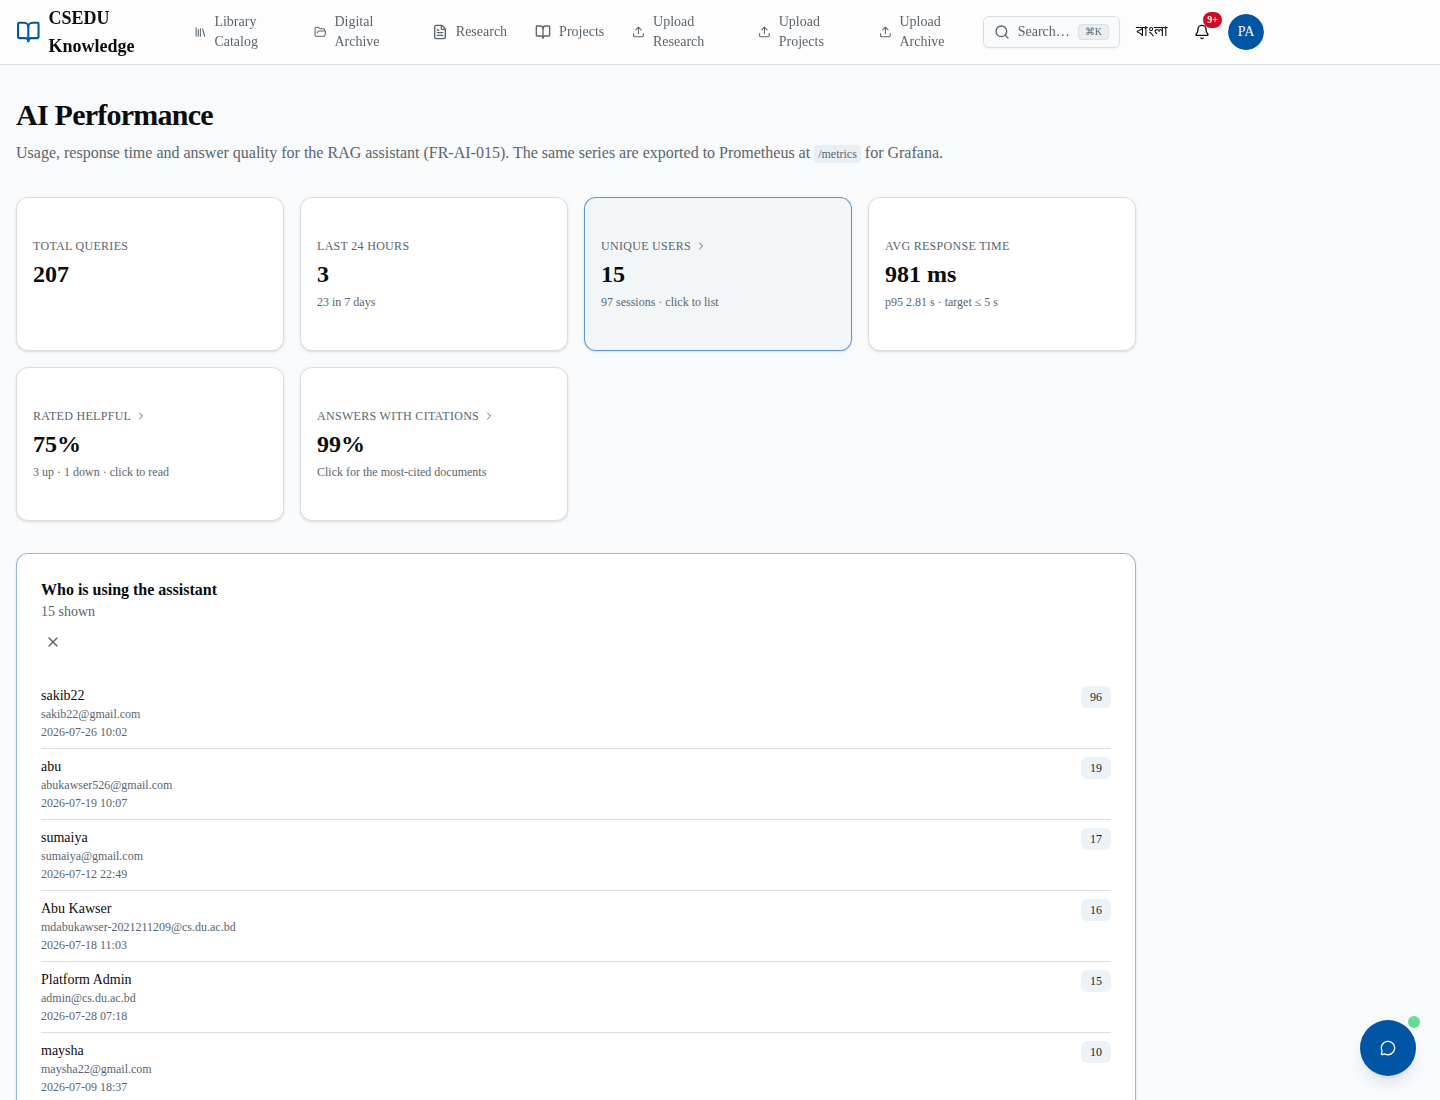 CSEDU
Knowledge
Library
Catalog
Digital
Archive
Research
Projects
Upload
Research
Upload
Projects
Upload
Archive
Search…
⌘K
বাংলা
9+
PA
AI Performance
Usage, response time and answer quality for the RAG assistant (FR-AI-015). The same series are exported to Prometheus at /metrics for Grafana.
TOTAL QUERIES
207
LAST 24 HOURS
3
23 in 7 days
UNIQUE USERS
15
97 sessions · click to list
AVG RESPONSE TIME
981 ms
p95 2.81 s · target ≤ 5 s
RATED HELPFUL
75%
3 up · 1 down · click to read
ANSWERS WITH CITATIONS
99%
Click for the most-cited documents
Who is using the assistant
15 shown
sakib22
96
sakib22@gmail.com
2026-07-26 10:02
abu
19
abukawser526@gmail.com
2026-07-19 10:07
sumaiya
17
sumaiya@gmail.com
2026-07-12 22:49
Abu Kawser
16
mdabukawser-2021211209@cs.du.ac.bd
2026-07-18 11:03
Platform Admin
15
admin@cs.du.ac.bd
2026-07-28 07:18
maysha
10
maysha22@gmail.com
2026-07-09 18:37